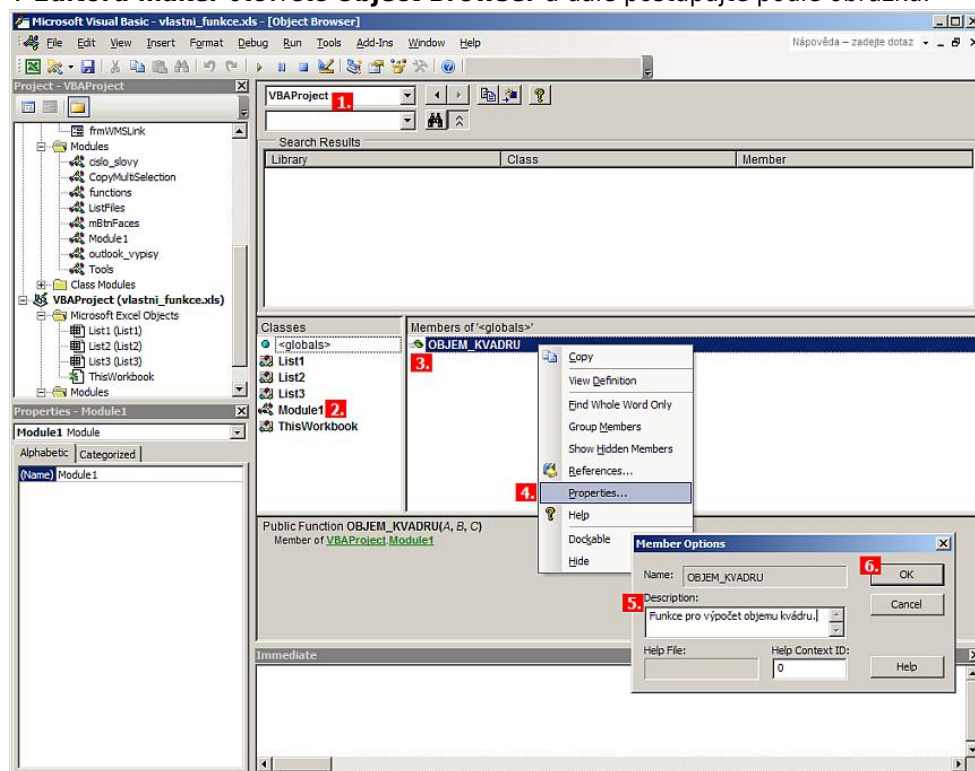 Microsoft Visual Basic - vlastni_funkce.xls - [Object Browser]
File Edit View Insert Format Debug Run Tools Add-Ins Window Help
Nápověda – zadejte dotaz
Project - VBAProject
frmWMSLink
Modules
cislo_slovy
CopyMultiSelection
functions
ListFiles
mBtnFaces
Module1
outlook_vypisy
Tools
Class Modules
VBAProject (vlastni_funkce.xls)
Microsoft Excel Objects
List1 (List1)
List2 (List2)
List3 (List3)
ThisWorkbook
Modules
Properties - Module1
Module1 Module
Alphabetic Categorized
(Name) Module1
VBAProject 1.
Search Results
Library Class Member
Classes
<globals>
List1
List2
List3
Module1 2.
ThisWorkbook
Members of '<globals>'
OBJEM_KVADRU
3.
Copy
View Definition
Find Whole Word Only
Group Members
Show Hidden Members
References...
4. Properties...
Help
Dockable
Hide
Public Function OBJEM_KVADRU(A, B, C)
Member of VBAProject.Module1
Member Options
Name: OBJEM_KVADRU
6. OK
5. Description:
Cancel
Funkce pro výpočet objemu kvádru.
Help File: Help Context ID:
0
Help
Immediate